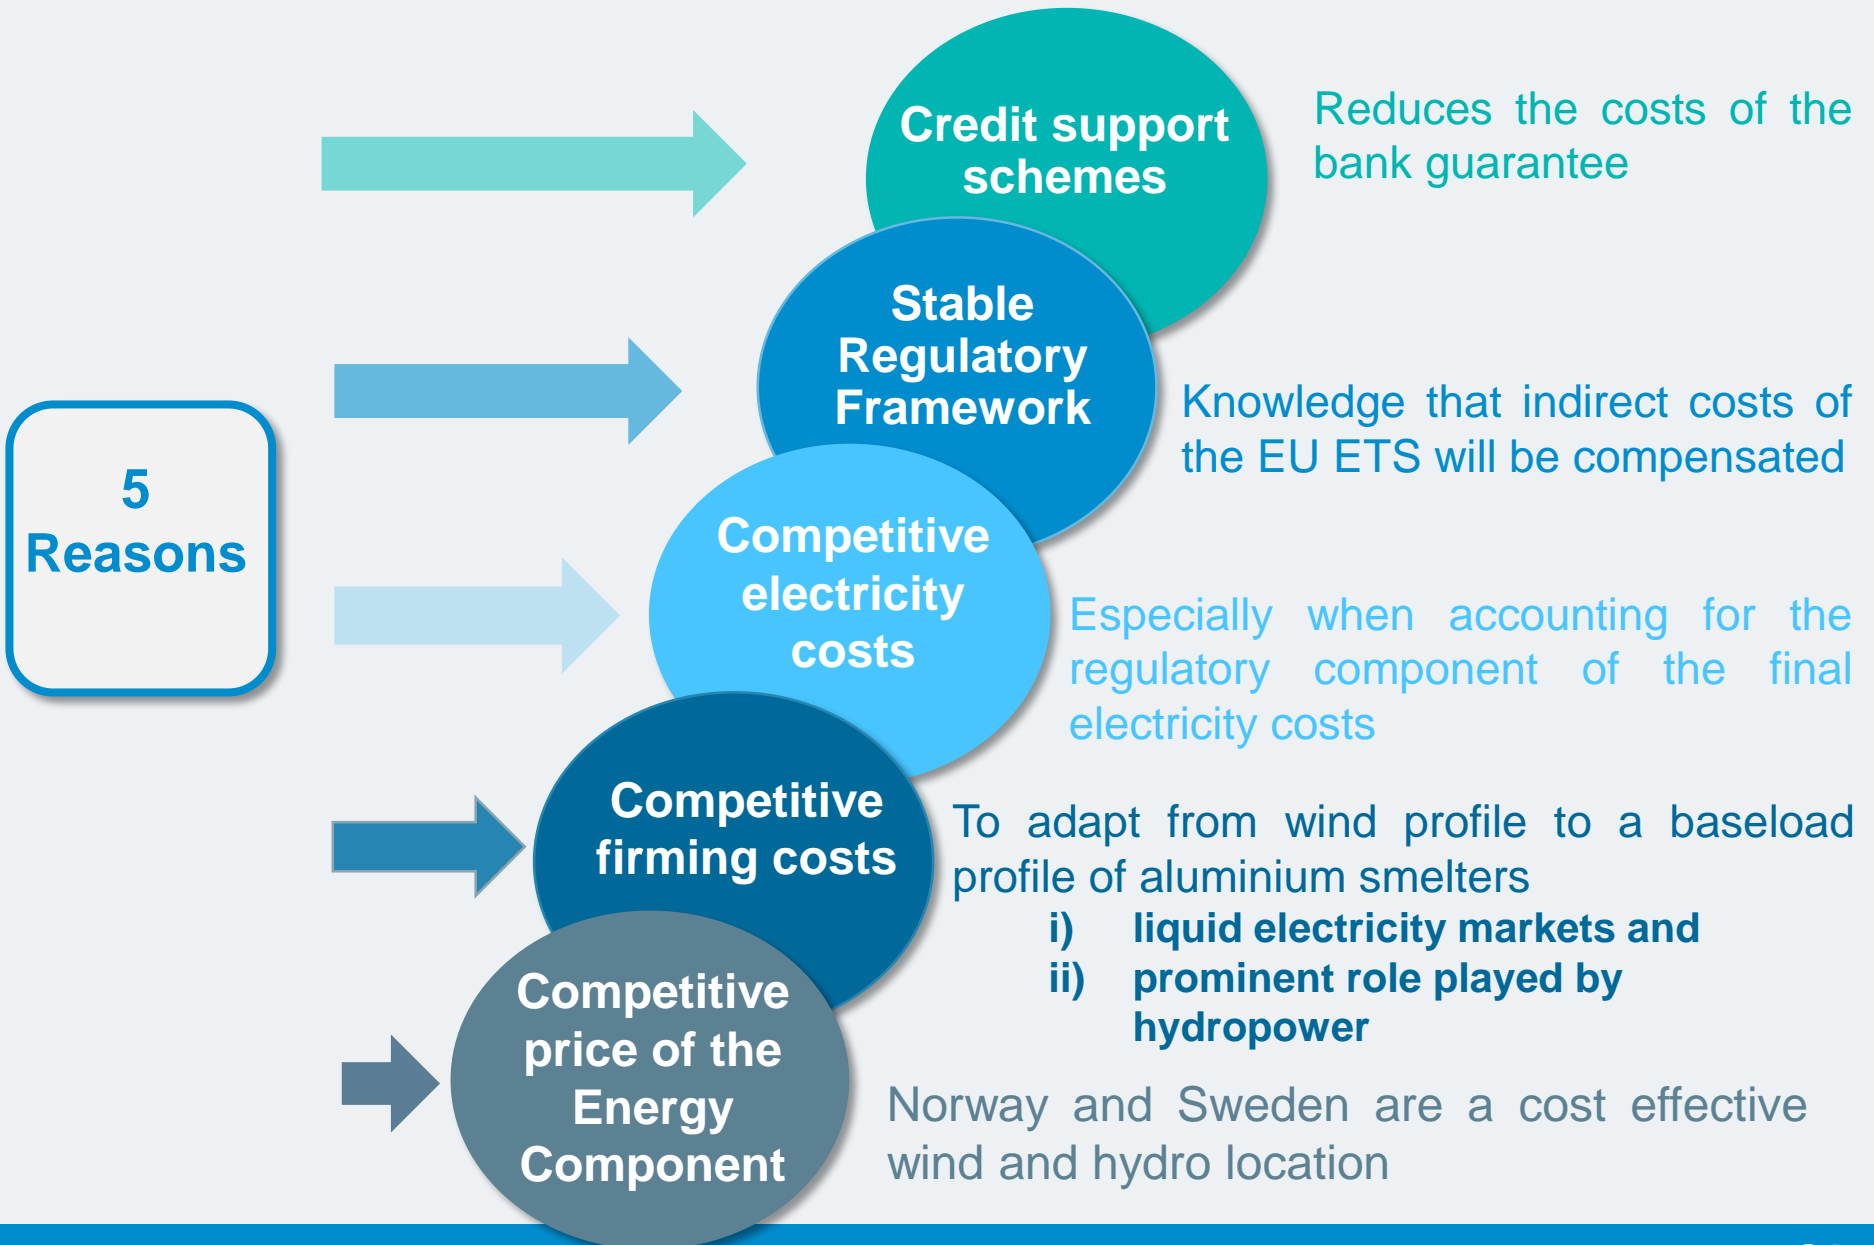 Credit support
schemes
Reduces the costs of the
bank guarantee
Stable
Regulatory
Framework
Knowledge that indirect costs of
the EU ETS will be compensated
5
Reasons
Competitive
electricity
costs
Especially when accounting for the
regulatory component of the final
electricity costs
Competitive
firming costs
To adapt from wind profile to a baseload
profile of aluminium smelters
i) liquid electricity markets and
ii) prominent role played by
hydropower
Competitive
price of the
Energy
Component
Norway and Sweden are a cost effective
wind and hydro location